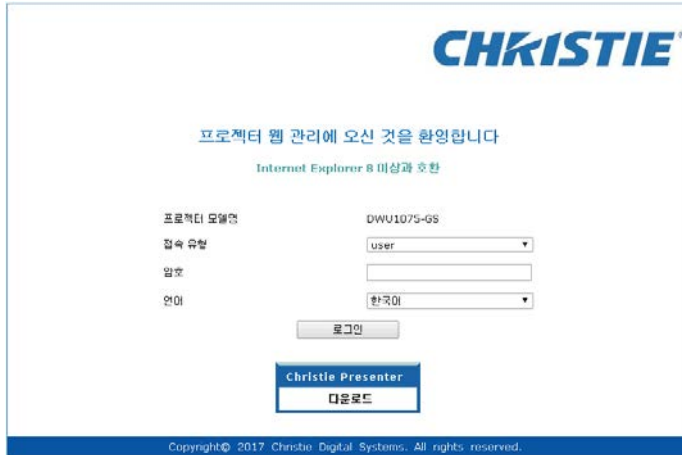 CHRISTIE®
프로젝터 웹 관리에 오신 것을 환영합니다
Internet Explorer 8 이상과 호환
프로젝터 모델명 DWU1075-GS
접속 유형 user
암호
언어 한국어
로그인
Christie Presenter
다운로드
Copyright© 2017 Christie Digital Systems. All rights reserved.